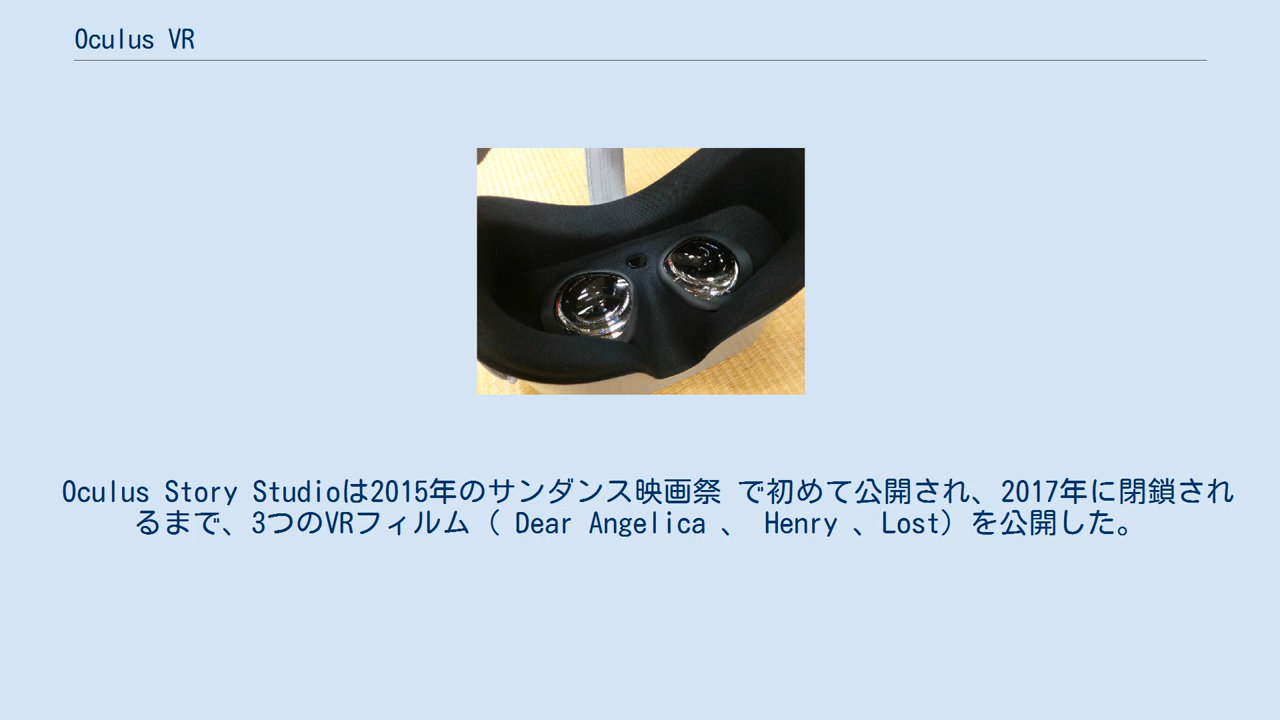 Oculus VR
Oculus Story Studioは2015年のサンダンス映画祭 で初めて公開され、2017年に閉鎖され
るまで、3つのVRフィルム（ Dear Angelica 、 Henry 、Lost）を公開した。